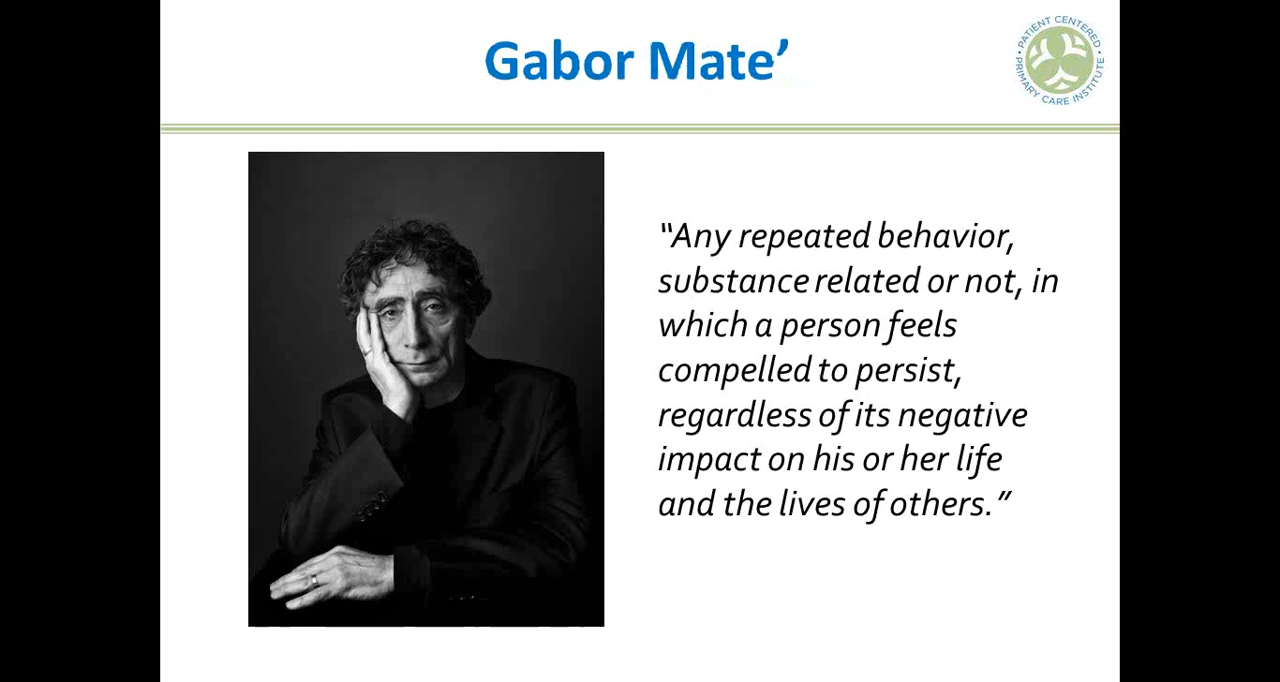 Gabor Mate’
• PATIENT CENTERED •
PRIMARY CARE INSTITUTE
“Any repeated behavior,
substance related or not, in
which a person feels
compelled to persist,
regardless of its negative
impact on his or her life
and the lives of others.”